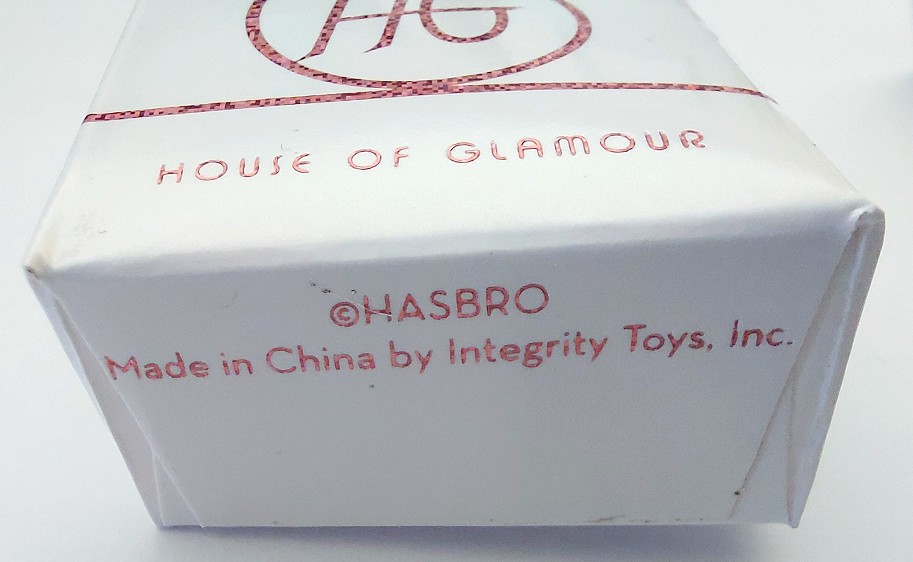 HG
HOUSE OF GLAMOUR
©HASBRO
Made in China by Integrity Toys, Inc.